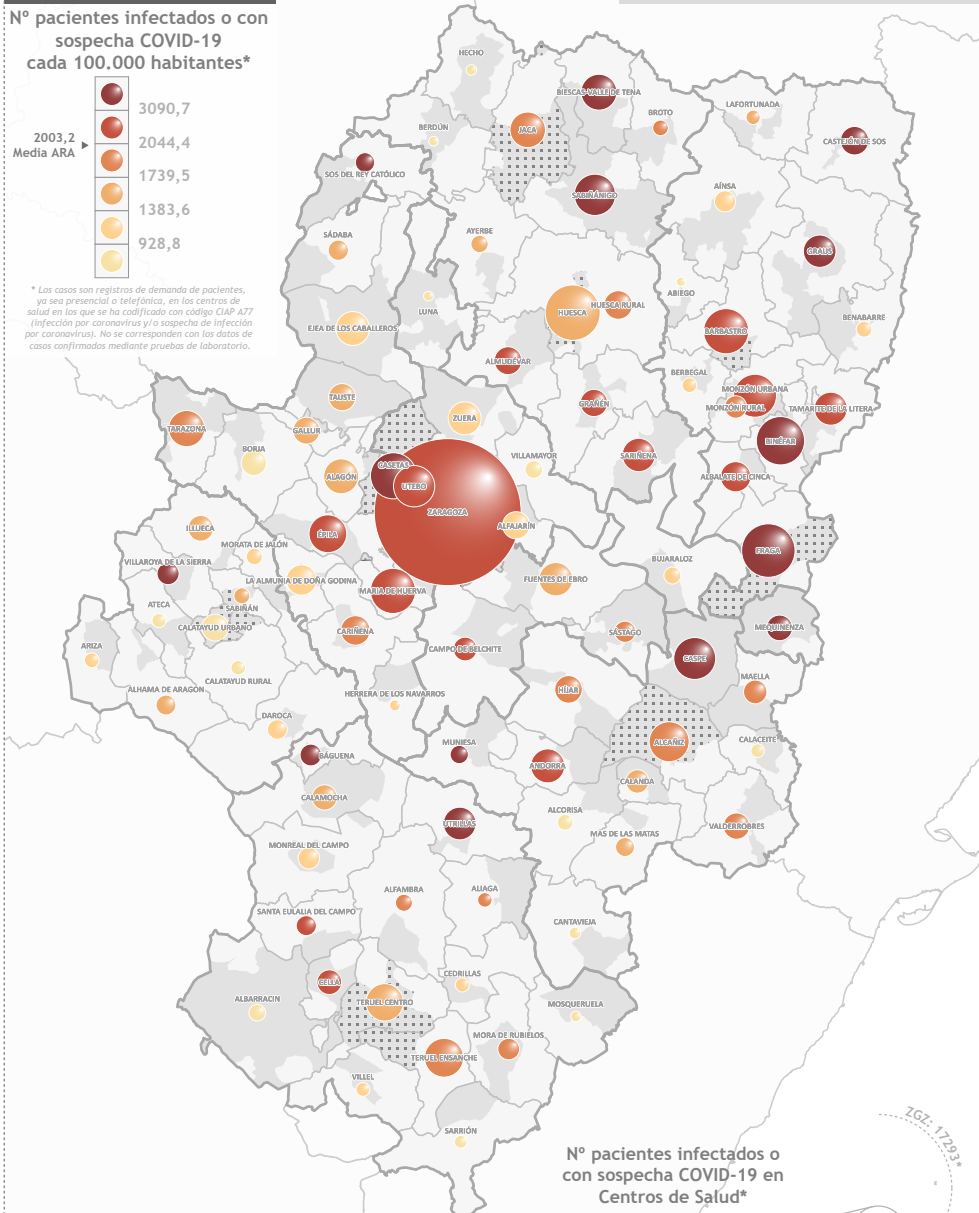 Nº pacientes infectados o con
sospecha COVID-19
cada 100.000 habitantes*
3090,7
2003,2
Media ARA
2044,4
1739,5
1383,6
928,8
* Los casos son registros de demanda de pacientes,
ya sea presencial o telefónica, en los centros de
salud en los que se ha codificado con código CIAP A77
(infección por coronavirus y/o sospecha de infección
por coronavirus). No se corresponden con los datos de
casos confirmados mediante pruebas de laboratorio.
HECHO
BIESCAS-VALLE DE TENA
LAFORTUNADA
BROTO
BERDÚN
JACA
CASTEJÓN DE SOS
SOS DEL REY CATÓLICO
AÍNSA
SABIÑÁNIGO
SÁDABA
AYERBE
GRAUS
ABIEGO
LUNA
HUESCA RURAL
HUESCA
BENABARRE
EJEA DE LOS CABALLEROS
BARBASTRO
ALMUDÉVAR
BERBEGAL
MONZÓN URBANA
TAUSTE
GRAÑÉN
MONZÓN RURAL
TAMARITE DE LA LITERA
ZUERA
TARAZONA
GALLUR
BINÉFAR
BORJA
VILLAMAYOR
SARIÑENA
CASETAS
ALAGÓN
ALBALATE DE CINCA
UTEBO
ZARAGOZA
ALFAJARÍN
ILLUECA
ÉPILA
MORATA DE JALÓN
FRAGA
VILLAROYA DE LA SIERRA
BUJARALOZ
LA ALMUNIA DE DOÑA GODINA
FUENTES DE EBRO
MARIA DE HUERVA
ATECA
SABIÑÁN
CALATAYUD URBANO
CARIÑENA
SÁSTAGO
MEQUINENZA
ARIZA
CAMPO DE BELCHITE
CASPE
CALATAYUD RURAL
MAELLA
ALHAMA DE ARAGÓN
HERRERA DE LOS NAVARROS
HÍJAR
DAROCA
MUNIESA
ALCAÑIZ
CALACEITE
BÁGUENA
ANDORRA
CALANDA
CALAMOCHA
ALCORISA
UTRILLAS
VALDERROBRES
MAS DE LAS MATAS
MONREAL DEL CAMPO
ALFAMBRA
ALIAGA
SANTA EULALIA DEL CAMPO
CANTAVIEJA
CEDRILLAS
CELLA
ALBARRACIN
TERUEL CENTRO
MOSQUERUELA
MORA DE RUBIELOS
TERUEL ENSANCHE
VILLEL
SARRIÓN
ZGZ: 17293*
Nº pacientes infectados o
con sospecha COVID-19 en
Centros de Salud*